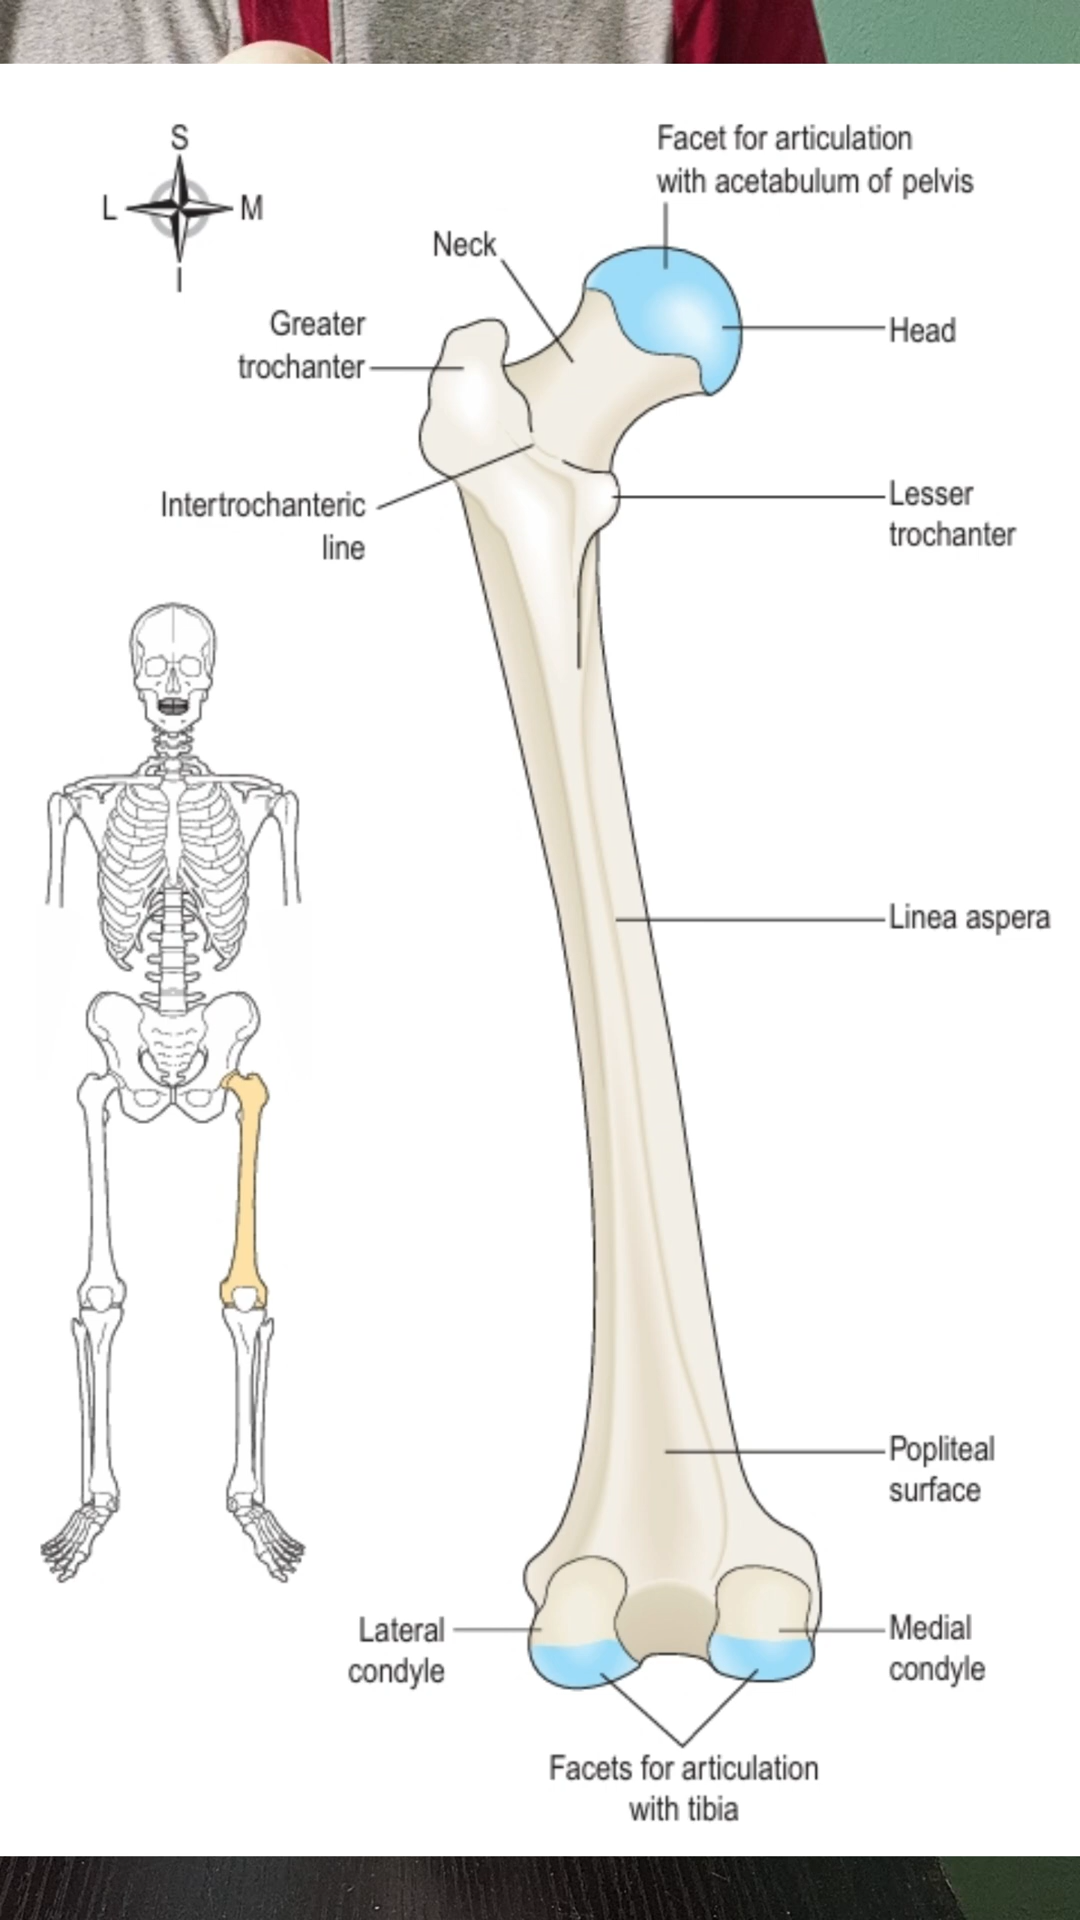 S
L
M
I
Facet for articulation
with acetabulum of pelvis
Neck
Greater
trochanter
Head
Intertrochanteric
line
Lesser
trochanter
Linea aspera
Popliteal
surface
Lateral
condyle
Medial
condyle
Facets for articulation
with tibia